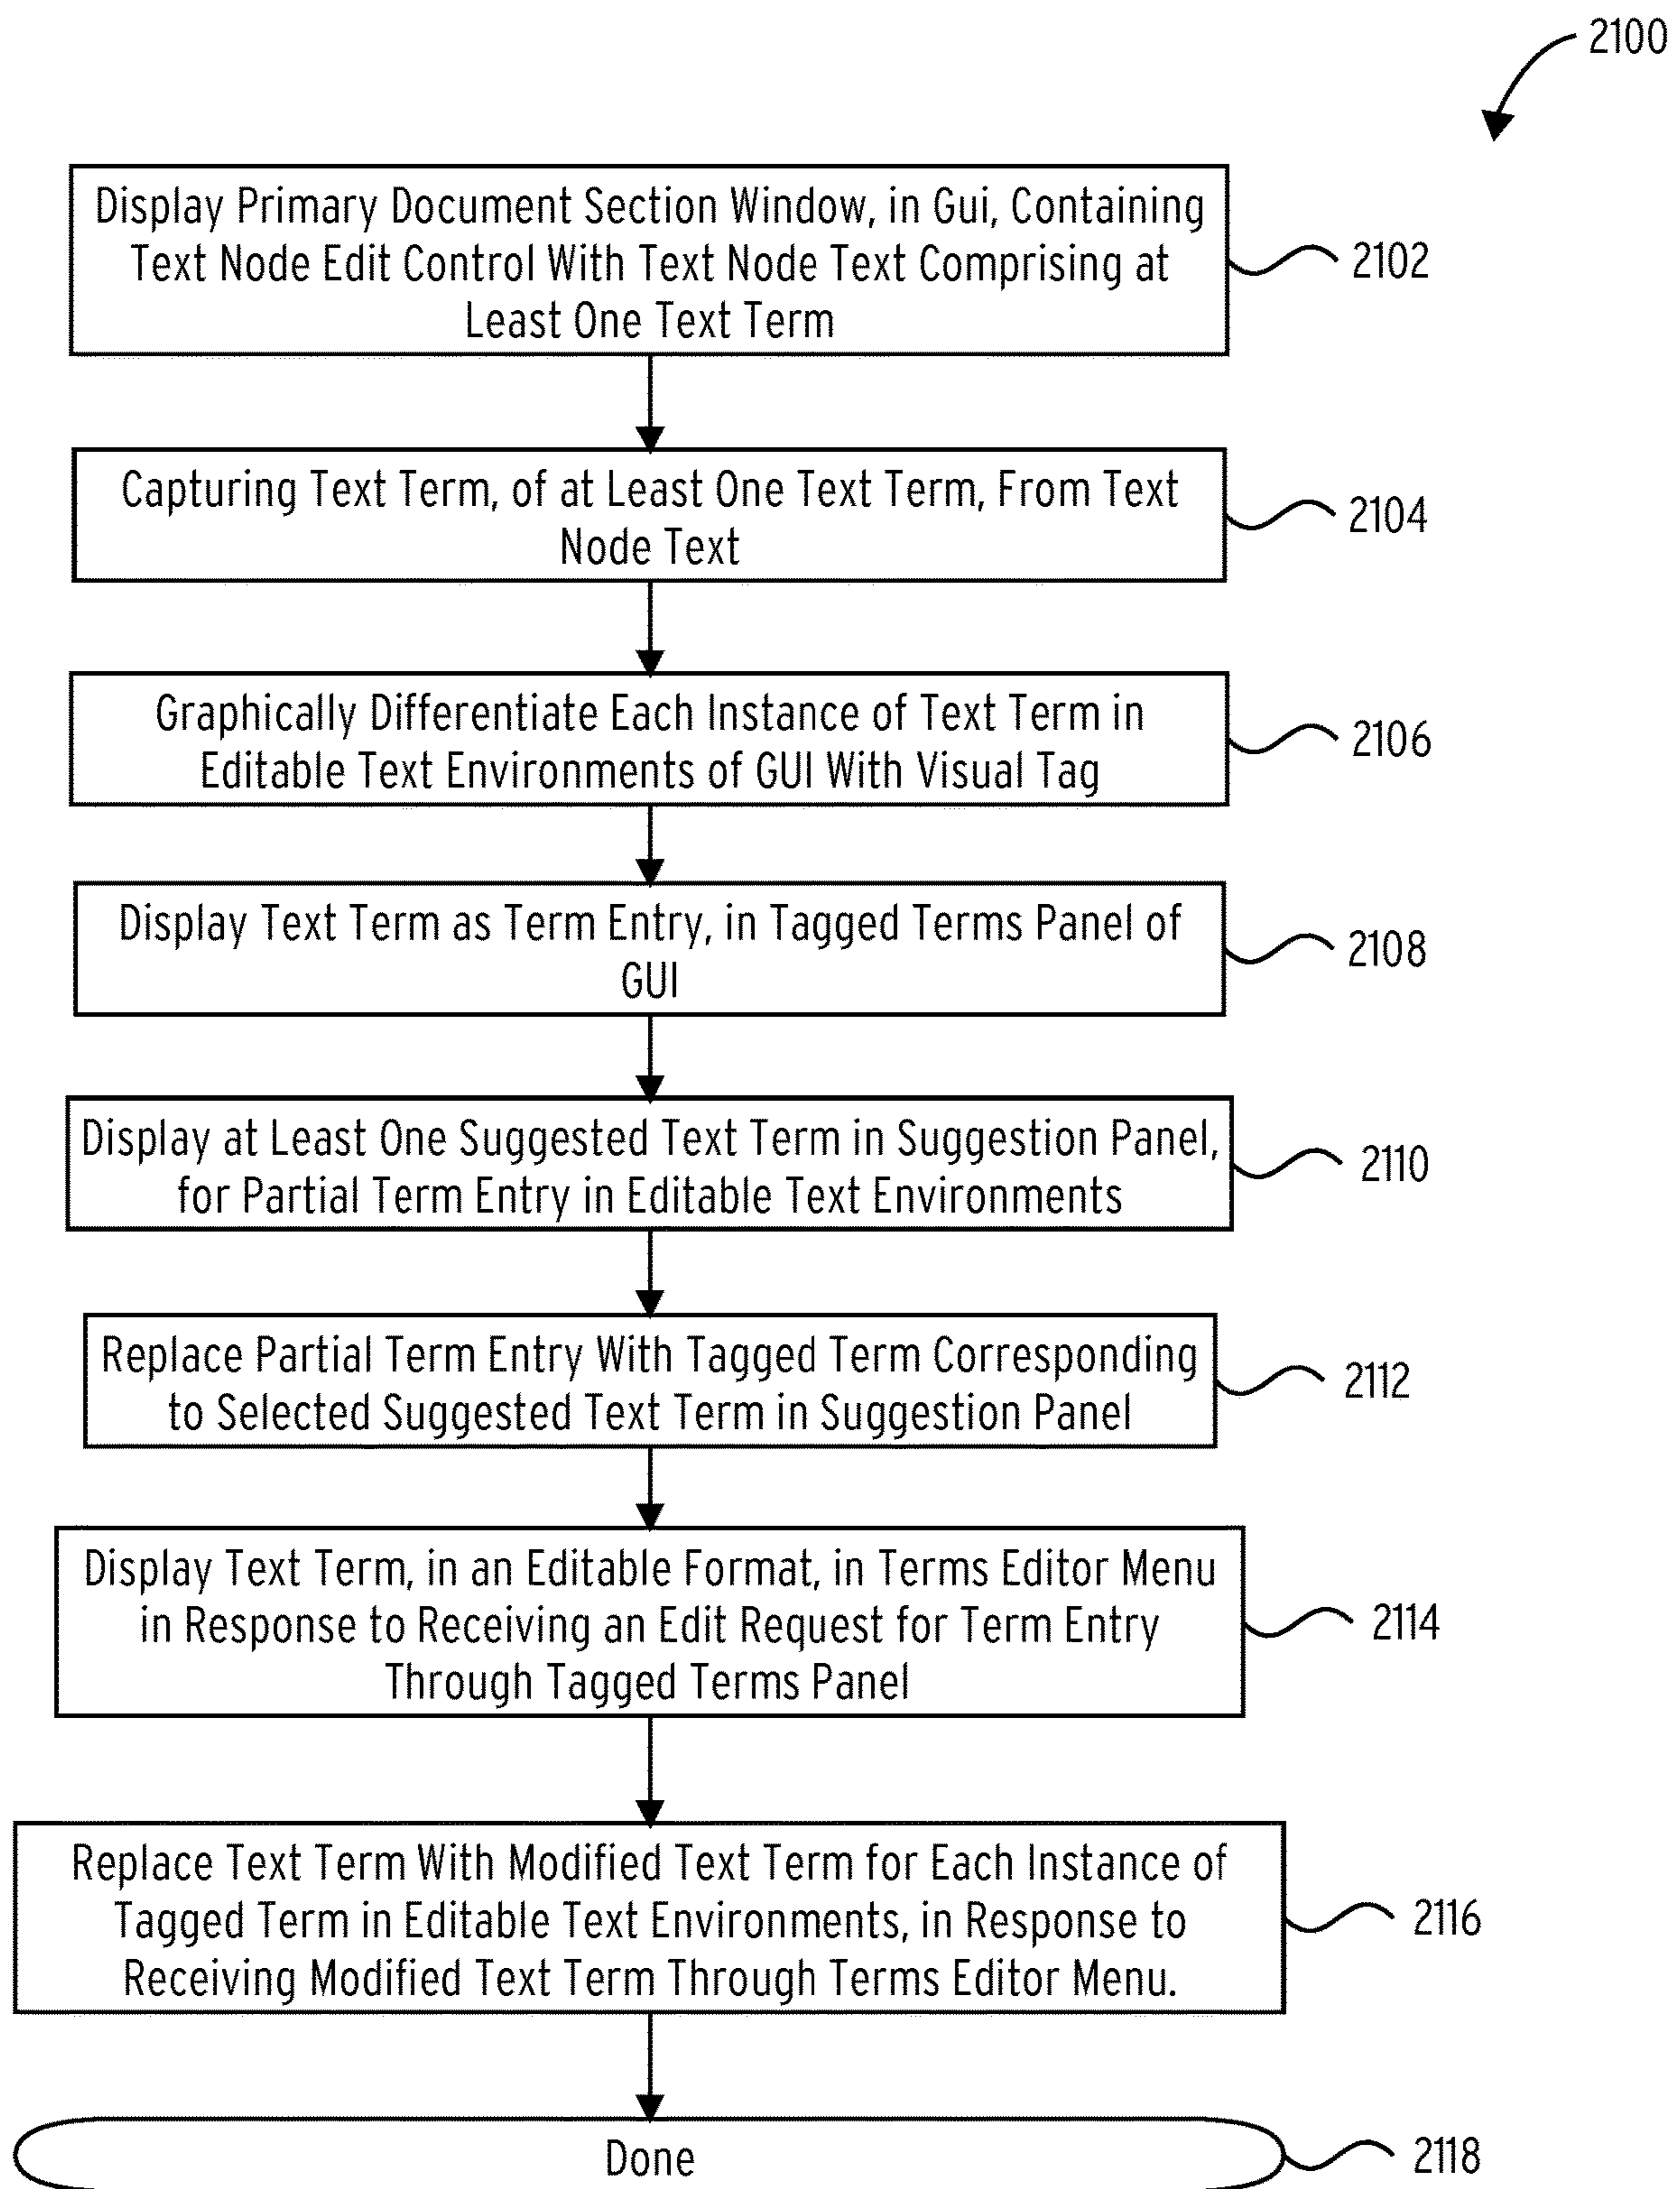 2100
Display Primary Document Section Window, in Gui, Containing
Text Node Edit Control With Text Node Text Comprising at
Least One Text Term
2102
Capturing Text Term, of at Least One Text Term, From Text
Node Text
2104
Graphically Differentiate Each Instance of Text Term in
Editable Text Environments of GUI With Visual Tag
2106
Display Text Term as Term Entry, in Tagged Terms Panel of
GUI
2108
Display at Least One Suggested Text Term in Suggestion Panel,
for Partial Term Entry in Editable Text Environments
2110
Replace Partial Term Entry With Tagged Term Corresponding
to Selected Suggested Text Term in Suggestion Panel
2112
Display Text Term, in an Editable Format, in Terms Editor Menu
in Response to Receiving an Edit Request for Term Entry
Through Tagged Terms Panel
2114
Replace Text Term With Modified Text Term for Each Instance of
Tagged Term in Editable Text Environments, in Response to
Receiving Modified Text Term Through Terms Editor Menu.
2116
Done
2118